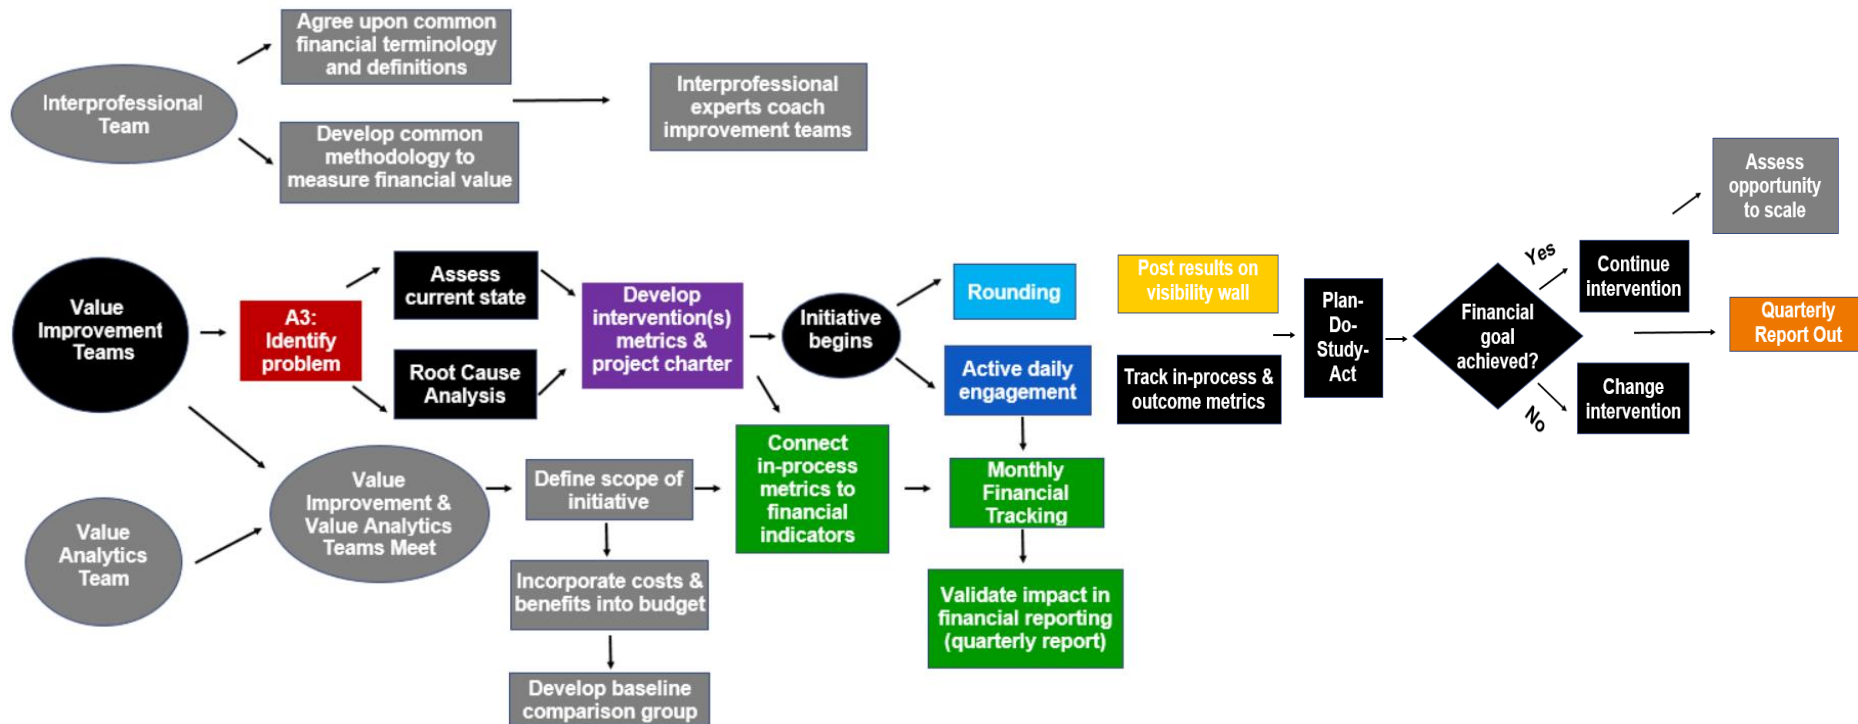 Agree upon common
financial terminology
and definitions
Interprofessional
Team
Develop common
methodology to
measure financial value
Interprofessional
experts coach
improvement teams
Value
Improvement
Teams
A3:
Identify
problem
Assess
current state
Root Cause
Analysis
Develop
intervention(s)
metrics &
project charter
Initiative
begins
Rounding
Active daily
engagement
Post results on
visibility wall
Track in-process &
outcome metrics
Plan-
Do-
Study-
Act
Financial
goal
achieved?
Yes
No
Continue
intervention
Change
intervention
Assess
opportunity
to scale
Quarterly
Report Out
Value
Analytics
Team
Value
Improvement &
Value Analytics
Teams Meet
Define scope of
initiative
Incorporate costs &
benefits into budget
Develop baseline
comparison group
Connect
in-process
metrics to
financial
indicators
Monthly
Financial
Tracking
Validate impact in
financial reporting
(quarterly report)